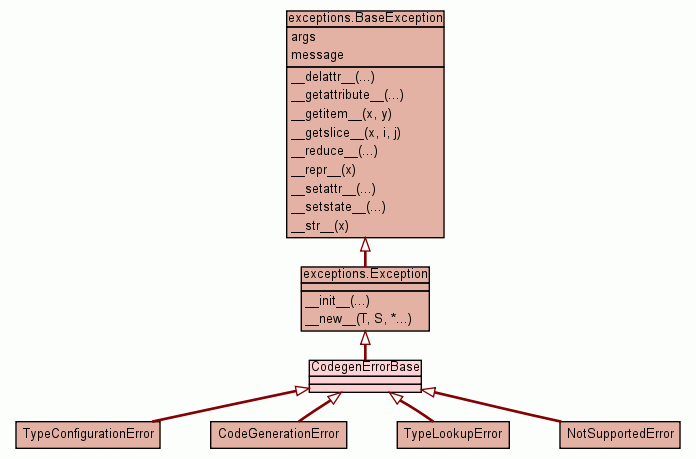 exceptions.BaseException
args
message
__delattr__(...)
__getattribute__(...)
__getitem__(x, y)
__getslice__(x, i, j)
__reduce__(...)
__repr__(x)
__setattr__(...)
__setstate__(...)
__str__(x)
exceptions.Exception
__init__(...)
__new__(T, S, *...)
CodegenErrorBase
TypeConfigurationError
CodeGenerationError
TypeLookupError
NotSupportedError